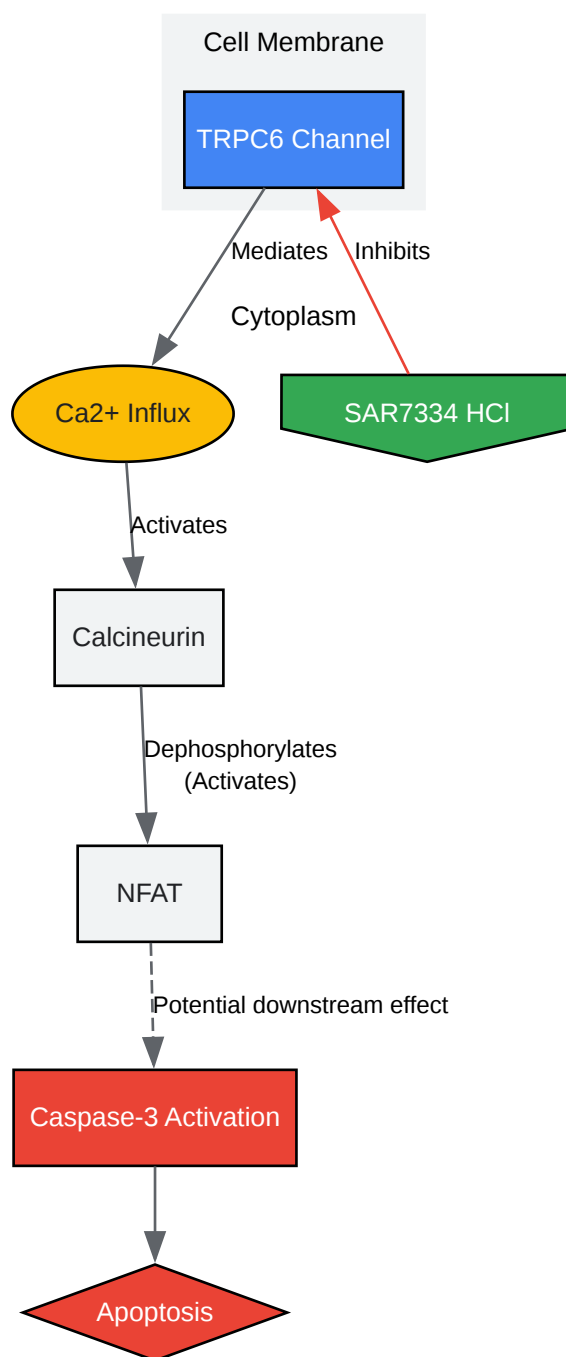 Cell Membrane
TRPC6 Channel
Mediates
Inhibits
Cytoplasm
Ca2+ Influx
SAR7334 HCl
Activates
Calcineurin
Dephosphorylates
(Activates)
NFAT
Potential downstream effect
Caspase-3 Activation
Apoptosis